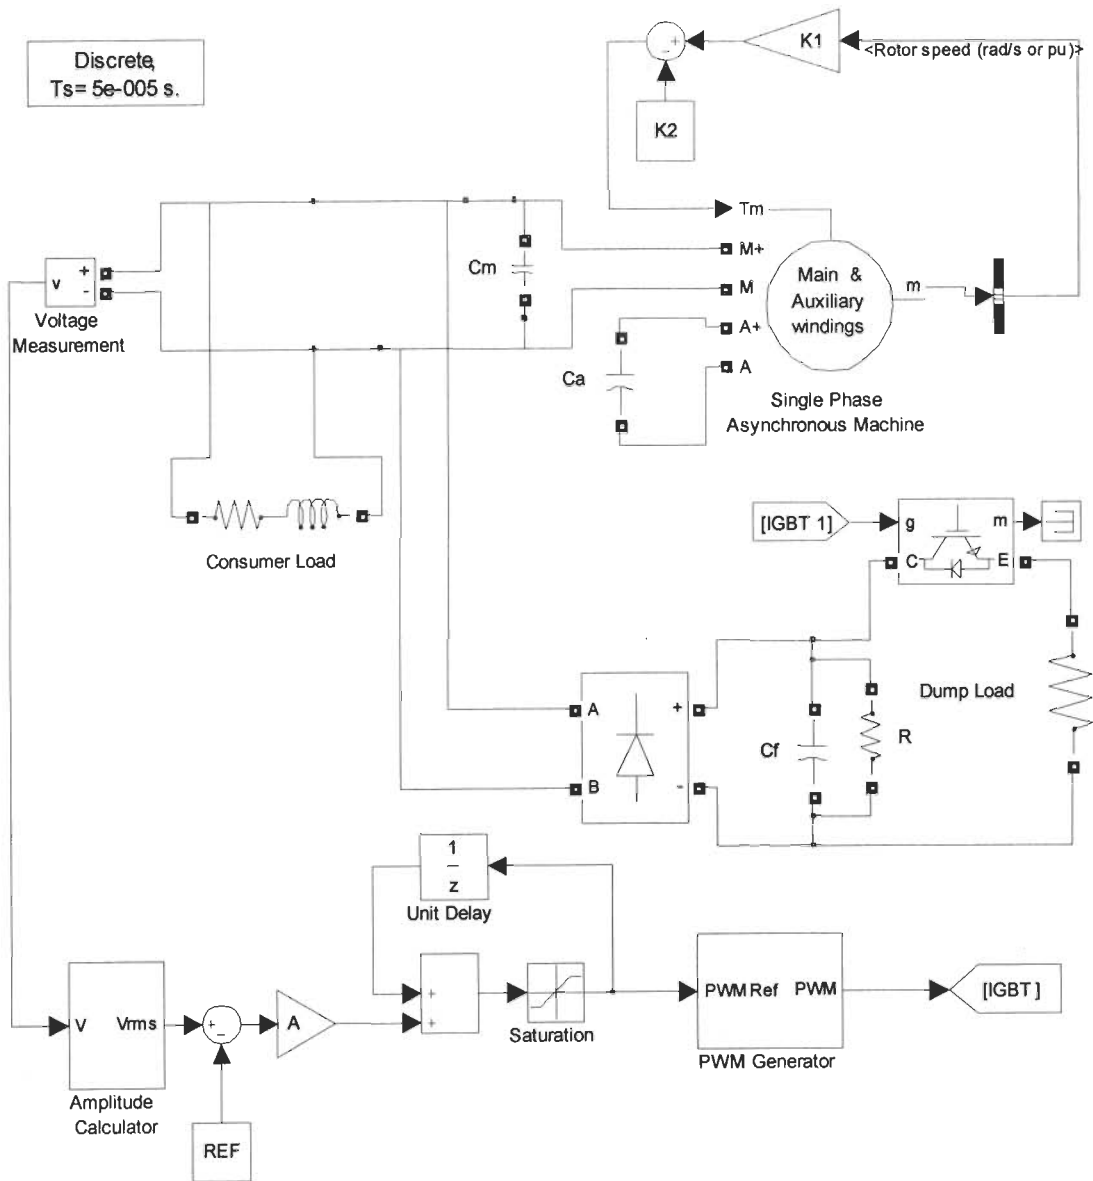 Discrete,
Ts= 5e-005 s.
K1
<Rotor speed (rad/s or pu)>
+
-
K2
Tm
M+
M
A+
A
Main &
Auxiliary
windings
m
Single Phase
Asynchronous Machine
v
+
-
Voltage
Measurement
Cm
Ca
Consumer Load
[IGBT 1]
g
m
C
E
Dump Load
A
B
+
-
Cf
R
1
z
Unit Delay
+
+
Saturation
PWM Ref
PWM
PWM Generator
[IGBT ]
V
Vrms
Amplitude
Calculator
+
-
A
REF